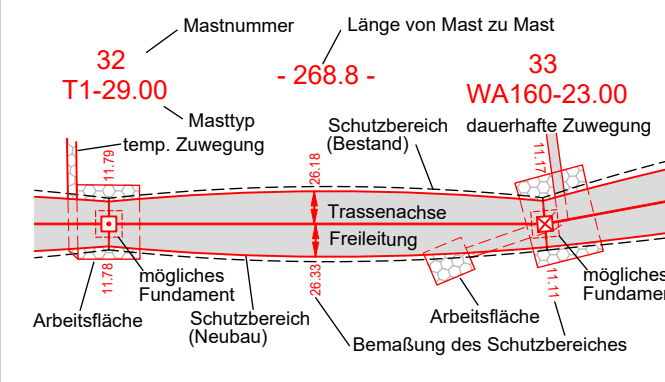 Mastnummer
Länge von Mast zu Mast
32
T1-29.00
- 268.8 -
33
WA160-23.00
Masttyp
temp. Zuwegung
Schutzbereich
(Bestand)
dauerhafte Zuwegung
11.79
26.18
11.17
Trassenachse
Freileitung
11.78
mögliches
Fundament
26.33
11.11
mögliches
Fundamen
Arbeitsfläche
Schutzbereich
(Neubau)
Arbeitsfläche
Bemaßung des Schutzbereiches